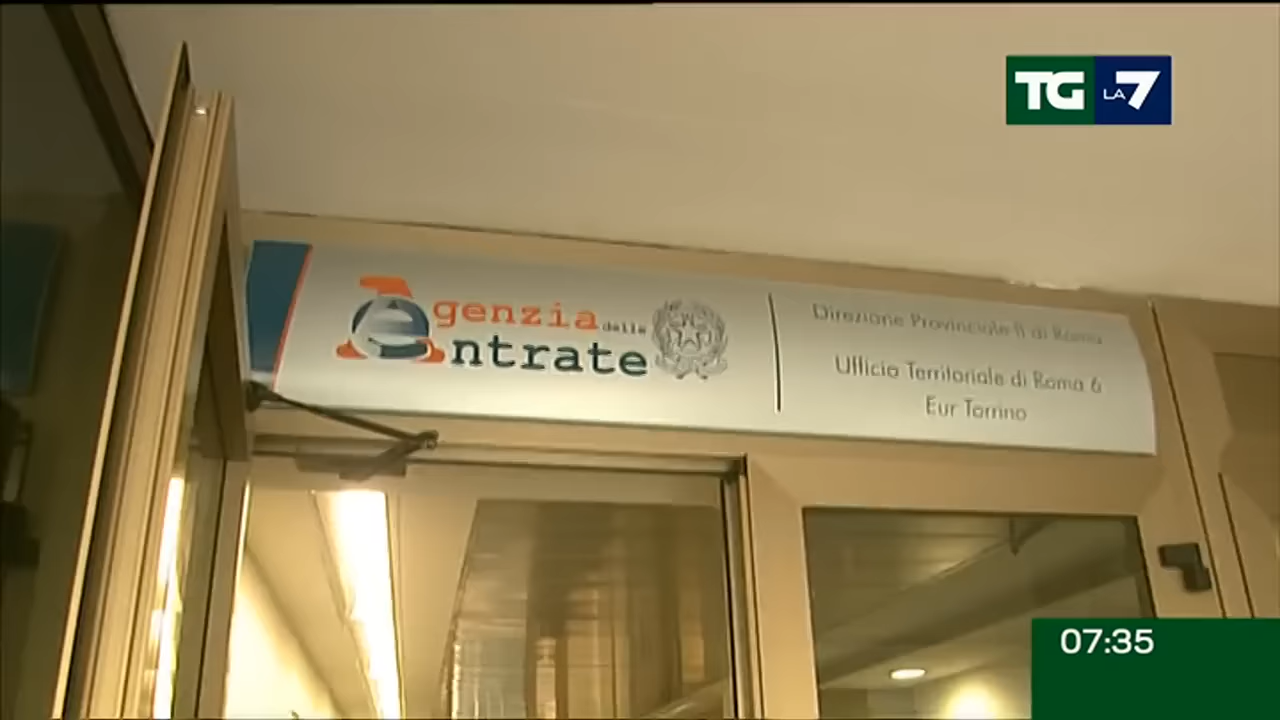 TG LA7
Agenzia delle
entrate
Direzione Provinciale II di Roma
Ufficio Territoriale di Roma 6
Eur Torrino
07:35